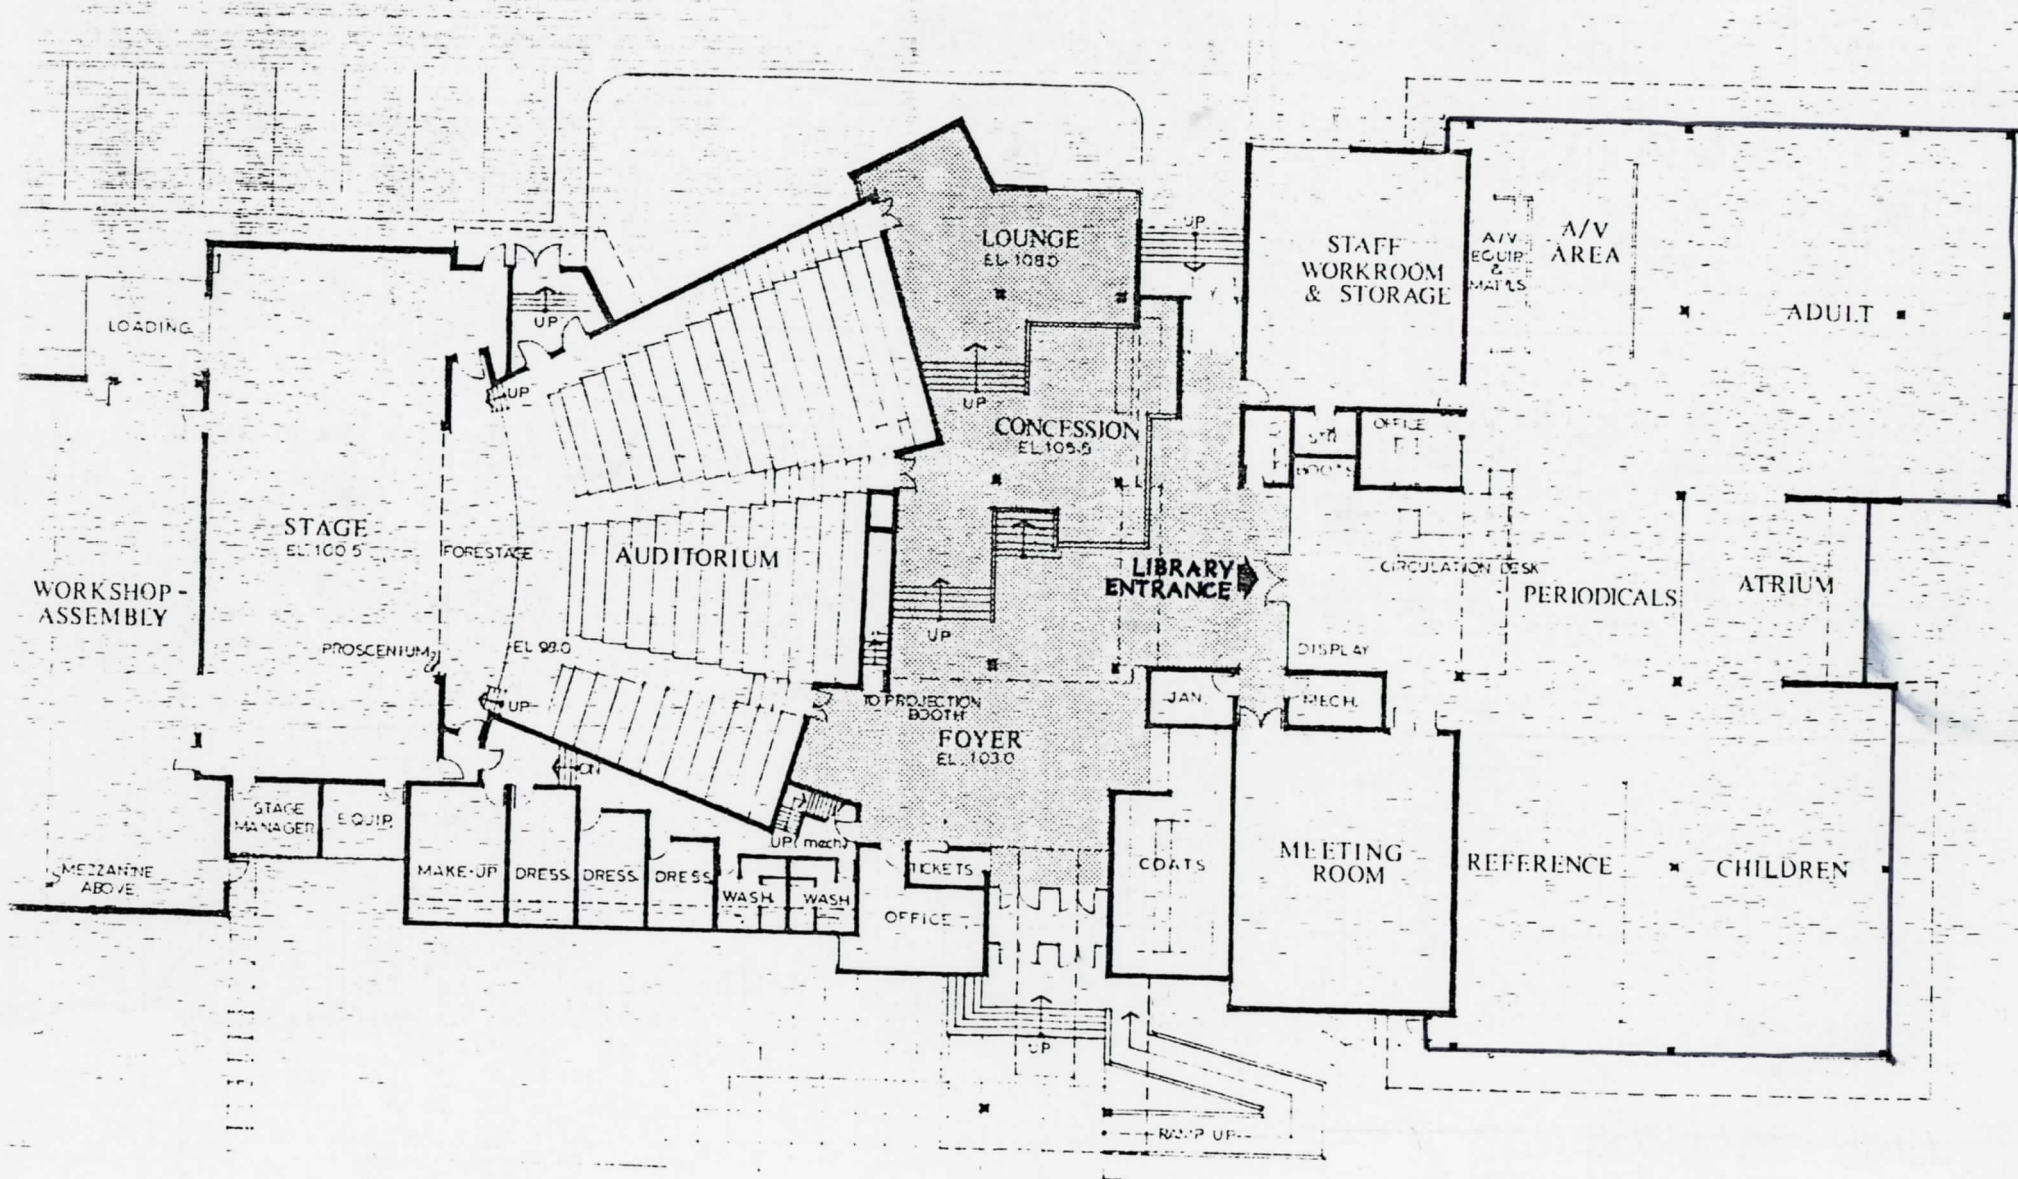 UP
LOUNGE
EL. 108.0
STAFF
WORKROOM
& STORAGE
A/V
EQUIP.
&
MAT'LS
A/V
AREA
ADULT
LOADING
UP
UP
UP
CONCESSION
EL. 105.5
OFFICE
STAGE
EL. 100.5
FORESTAGE
AUDITORIUM
LIBRARY
ENTRANCE
CIRCULATION DESK
PERIODICALS
ATRIUM
WORKSHOP-
ASSEMBLY
UP
PROSCENIUM
EL 98.0
DISPLAY
UP
TO PROJECTION
BOOTH
JAN.
MECH.
FOYER
EL. 103.0
DN
STAGE
MANAGER
EQUIP.
UP (mech)
MEZZANINE
ABOVE
MAKE-UP
DRESS.
DRESS.
DRESS.
WASH.
WASH.
TICKETS
OFFICE
COATS
MEETING
ROOM
REFERENCE
CHILDREN
UP
RAMP UP